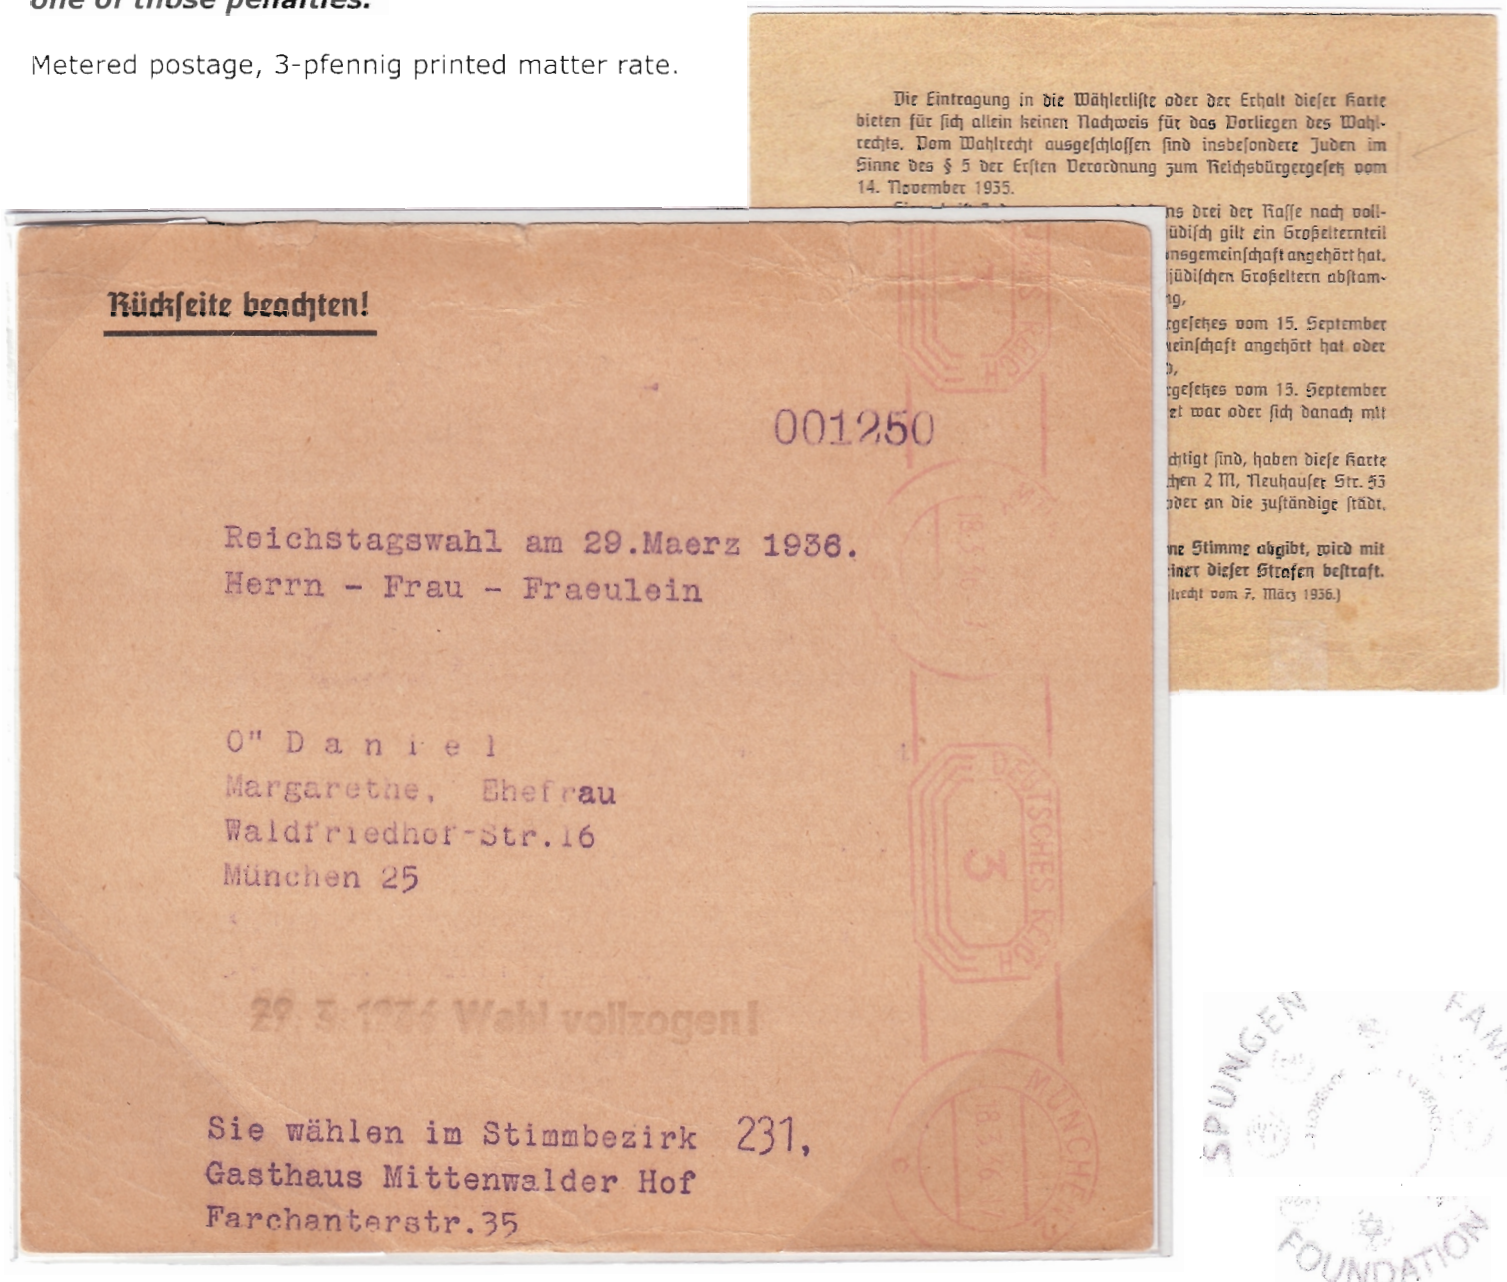 one of those penalties.
Metered postage, 3-pfennig printed matter rate.
Die Eintragung in die Wählerliste oder der Erhalt dieser Karte
bieten für sich allein keinen Nachweis für das Vorliegen des Wahl-
rechts. Vom Wahlrecht ausgeschlossen sind insbesondere Juden im
Sinne des § 5 der Ersten Verordnung zum Reichsbürgergesetz vom
14. November 1935.
drei der Rasse nach voll-
jüdisch gilt ein Großelternteil
angehört hat.
jüdischen Großeltern abstam-
vom 15. September
angehört hat oder
vom 15. September
war oder sich danach mit
sind, haben diese Karte
2 M, Neuhauser Str. 53
oder an die zuständige städt.
Stimme abgibt, wird mit
einer dieser Strafen bestraft.
vom 7. März 1936.)
Rückseite beachten!
001250
Reichstagswahl am 29.Maerz 1936.
Herrn - Frau - Fraeulein
O" D a n i e l
Margarethe, Ehefrau
Waldfriedhof-Str.16
München 25
29. 3. 1936 Wahl vollzogen!
Sie wählen im Stimmbezirk 231,
Gasthaus Mittenwalder Hof
Farchanterstr.35
DEUTSCHES REICH
3
MÜNCHEN
SPUNGEN
FOUNDATION